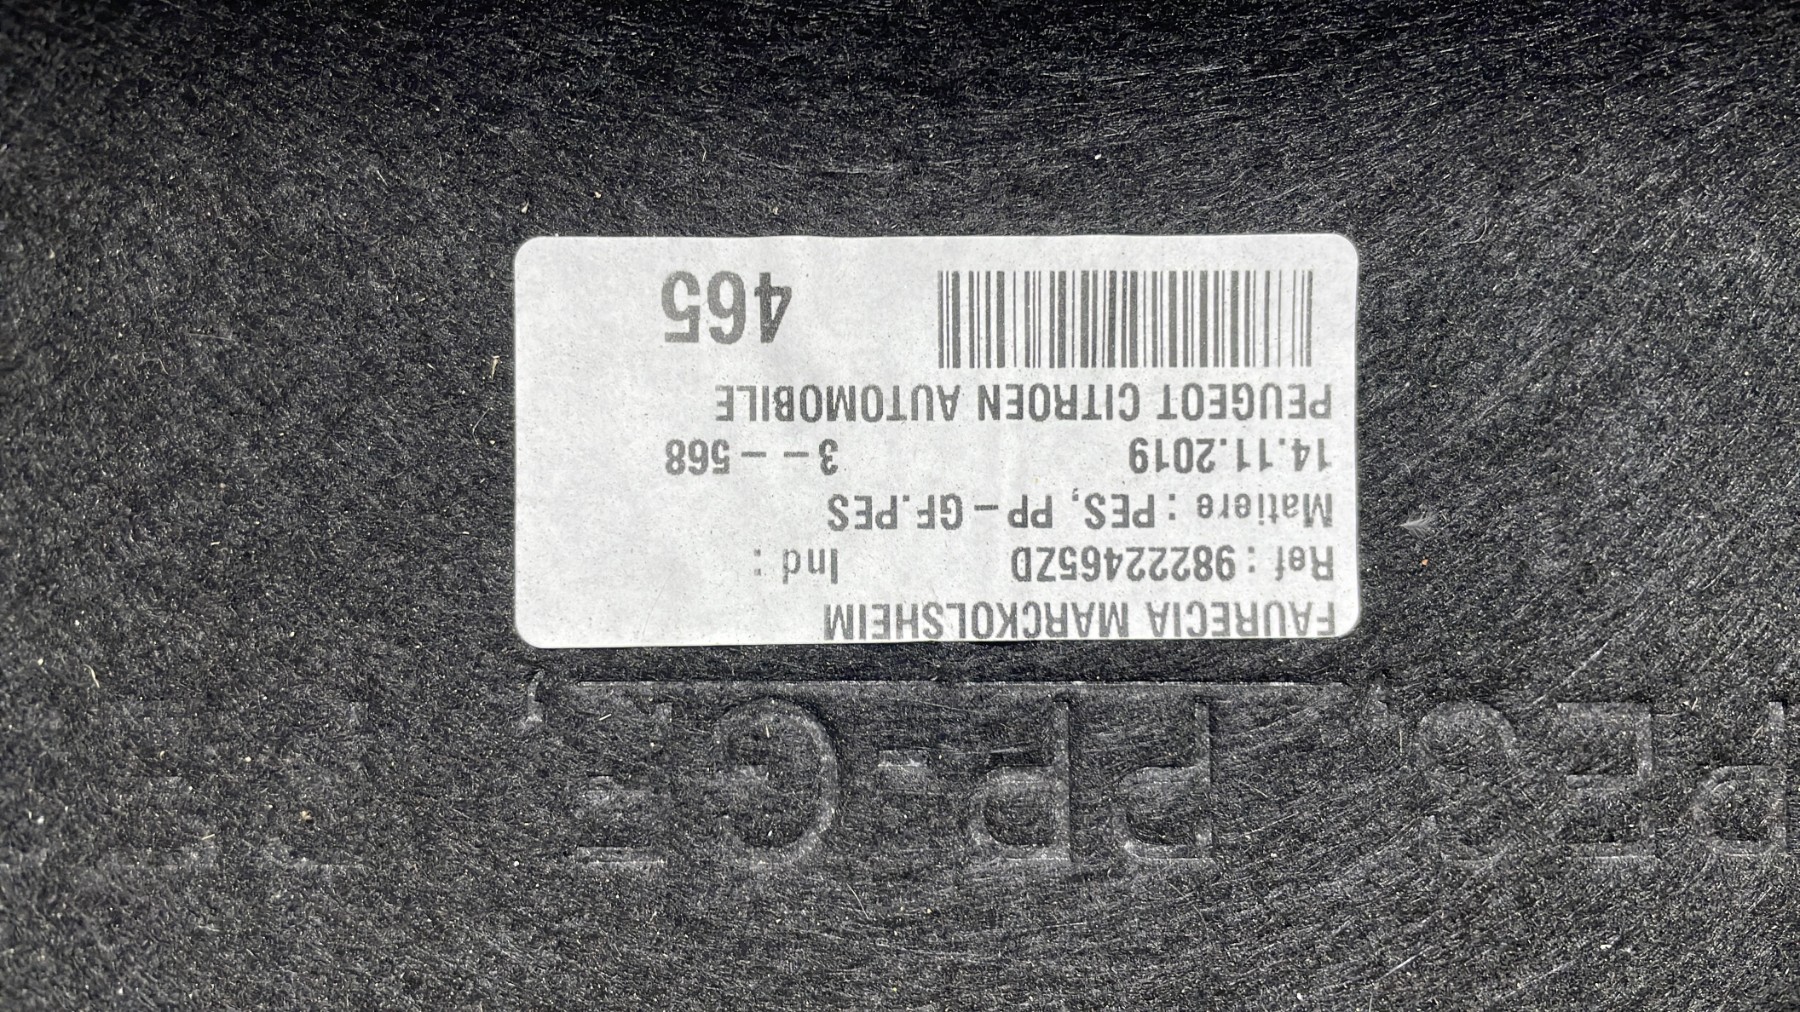 PES, PP-GF,
FAURECIA MARCKOLSHEIM
Ref : 98222465ZD Ind :
Matiere : PES, PP-GF.PES
14.11.2019 3--568
PEUGEOT CITROEN AUTOMOBILE
465